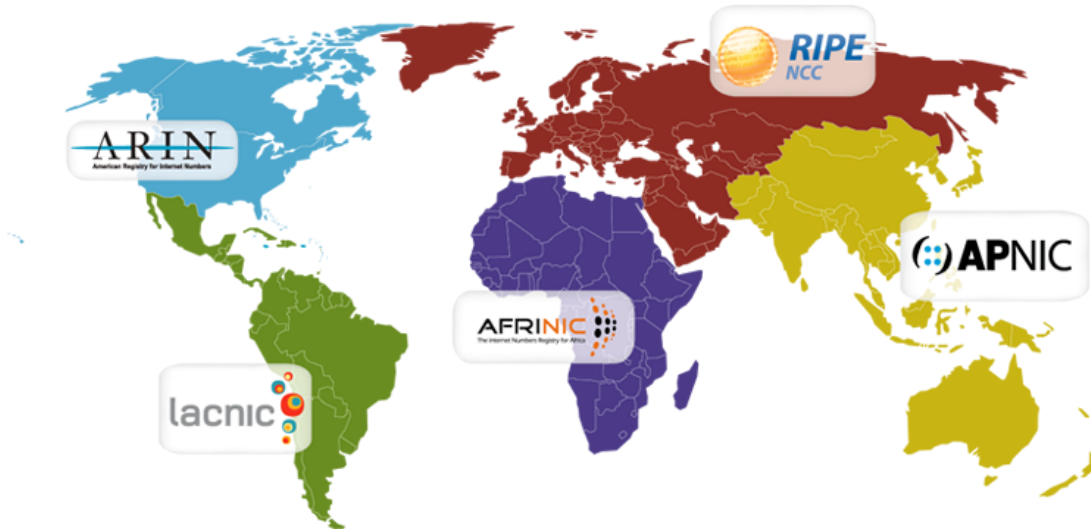 RIPE
NCC
ARIN
American Registry for Internet Numbers
APNIC
AFRINIC
The Internet Numbers Registry for Africa
lacnic